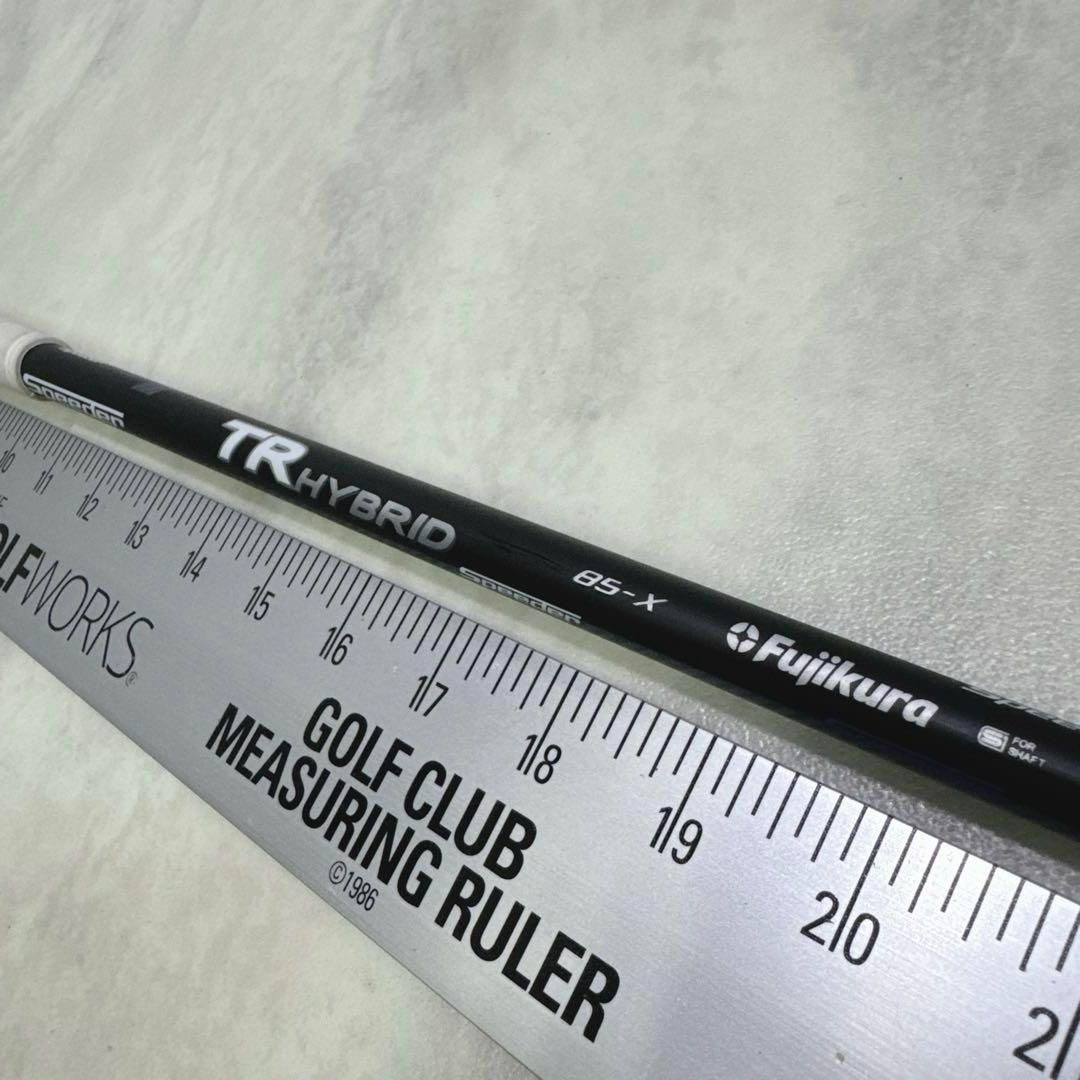 Speeder
TR HYBRID
Speeder
85-X
Fujikura
S FOR
SHAFT
10 11 12 13 14 15 16 17 18 19 20
GOLFWORKS®
GOLF CLUB
MEASURING RULER
©1986